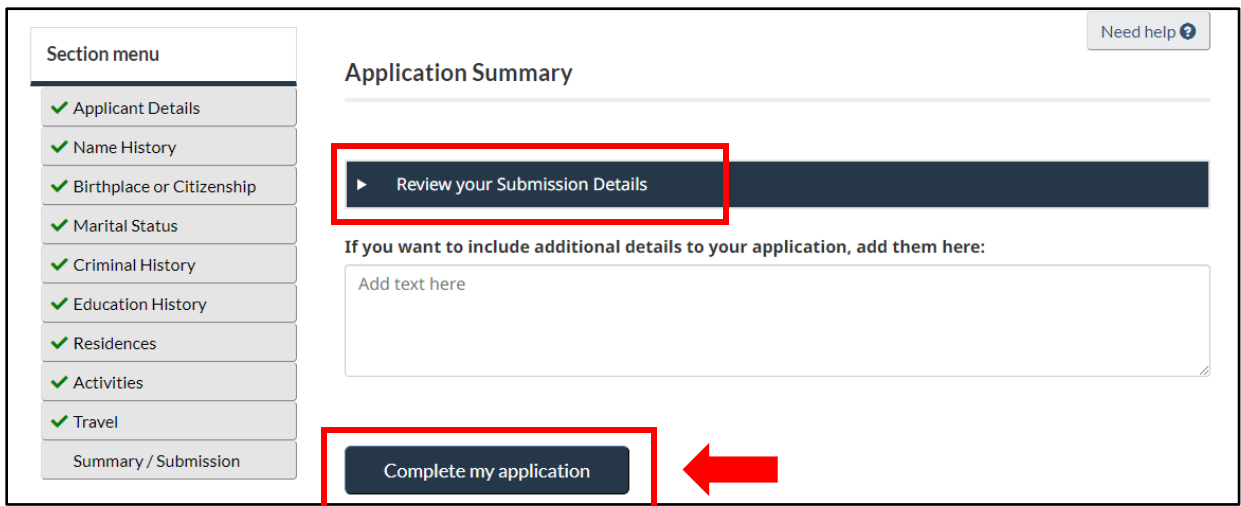 Section menu
Applicant Details
Name History
Birthplace or Citizenship
Marital Status
Criminal History
Education History
Residences
Activities
Travel
Summary / Submission
Need help
Application Summary
Review your Submission Details
If you want to include additional details to your application, add them here:
Add text here
Complete my application